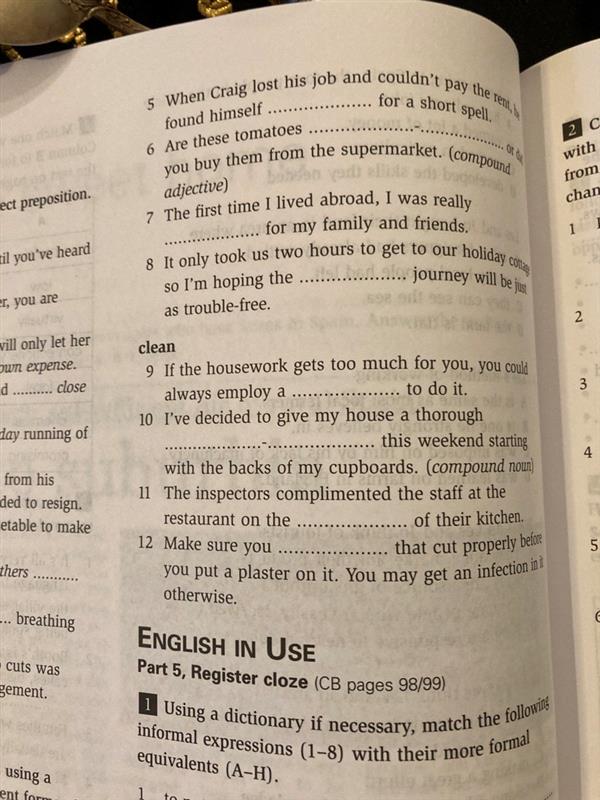 ect preposition.
til you've heard
er, you are
will only let her
own expense.
d .......... close
day running of
from his
ded to resign.
etable to make
thers ...........
... breathing
cuts was
gement.
using a
5 When Craig lost his job and couldn't pay the rent, he
found himself ................... for a short spell.
6 Are these tomatoes ...................-................... or did
you buy them from the supermarket. (compound
adjective)
7 The first time I lived abroad, I was really
................... for my family and friends.
8 It only took us two hours to get to our holiday cottage
so I'm hoping the ................... journey will be just
as trouble-free.
clean
9 If the housework gets too much for you, you could
always employ a ................... to do it.
10 I've decided to give my house a thorough
...................-................... this weekend starting
with the backs of my cupboards. (compound noun)
11 The inspectors complimented the staff at the
restaurant on the ................... of their kitchen.
12 Make sure you ................... that cut properly before
you put a plaster on it. You may get an infection in it
otherwise.
ENGLISH IN USE
Part 5, Register cloze (CB pages 98/99)
1 Using a dictionary if necessary, match the following
informal expressions (1–8) with their more formal
equivalents (A–H).
1
2 C
with
from
chan
1
2
3
4
5